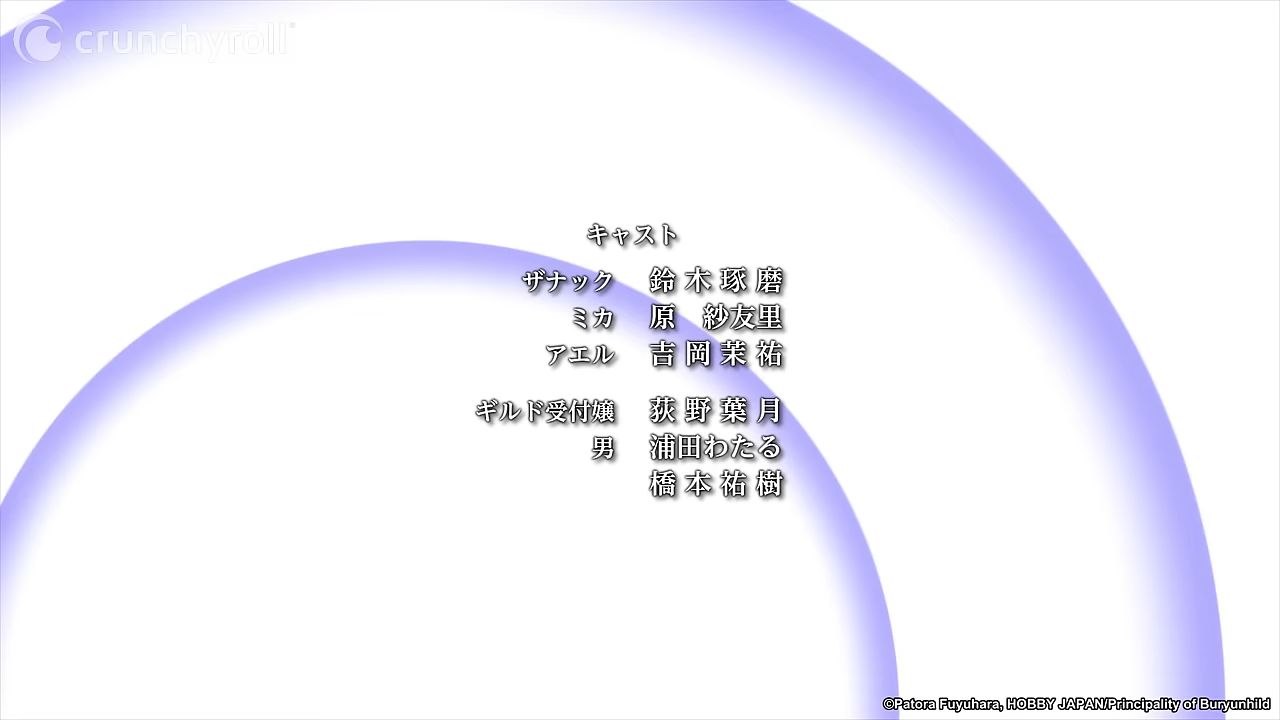 crunchyroll
キャスト
ザナック 鈴木琢磨
ミカ 原 紗友里
アエル 吉岡茉祐
ギルド受付嬢 荻野葉月
男 浦田わたる
橋本祐樹
©Patora Fuyuhara, HOBBY JAPAN/Principality of Buryunhild